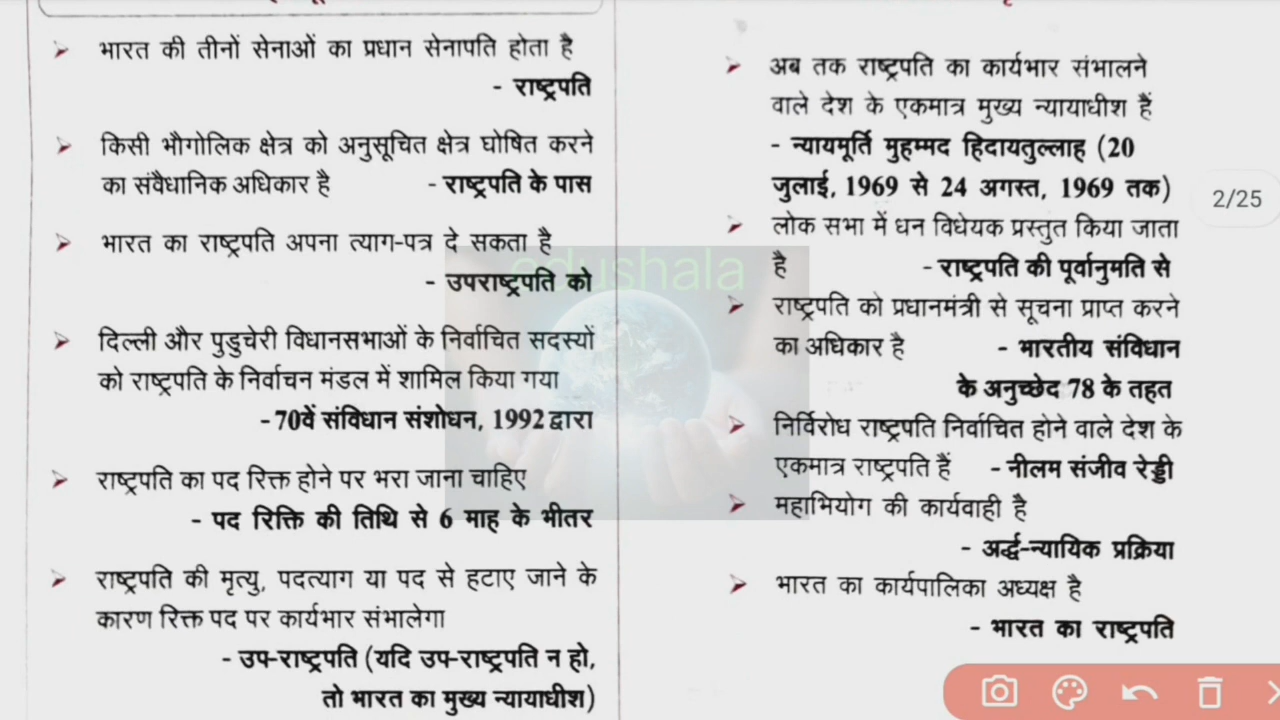 भारत की तीनों सेनाओं का प्रधान सेनापति होता है
- राष्ट्रपति
किसी भौगोलिक क्षेत्र को अनुसूचित क्षेत्र घोषित करने
का संवैधानिक अधिकार है - राष्ट्रपति के पास
भारत का राष्ट्रपति अपना त्याग-पत्र दे सकता है
- उपराष्ट्रपति को
दिल्ली और पुडुचेरी विधानसभाओं के निर्वाचित सदस्यों
को राष्ट्रपति के निर्वाचन मंडल में शामिल किया गया
- 70वें संविधान संशोधन, 1992 द्वारा
राष्ट्रपति का पद रिक्त होने पर भरा जाना चाहिए
- पद रिक्ति की तिथि से 6 माह के भीतर
राष्ट्रपति की मृत्यु, पदत्याग या पद से हटाए जाने के
कारण रिक्त पद पर कार्यभार संभालेगा
- उप-राष्ट्रपति (यदि उप-राष्ट्रपति न हो,
तो भारत का मुख्य न्यायाधीश)
अब तक राष्ट्रपति का कार्यभार संभालने
वाले देश के एकमात्र मुख्य न्यायाधीश हैं
- न्यायमूर्ति मुहम्मद हिदायतुल्लाह (20
जुलाई, 1969 से 24 अगस्त, 1969 तक)
लोक सभा में धन विधेयक प्रस्तुत किया जाता
है - राष्ट्रपति की पूर्वानुमति से
राष्ट्रपति को प्रधानमंत्री से सूचना प्राप्त करने
का अधिकार है - भारतीय संविधान
के अनुच्छेद 78 के तहत
निर्विरोध राष्ट्रपति निर्वाचित होने वाले देश के
एकमात्र राष्ट्रपति हैं - नीलम संजीव रेड्डी
महाभियोग की कार्यवाही है
- अर्द्ध-न्यायिक प्रक्रिया
भारत का कार्यपालिका अध्यक्ष है
- भारत का राष्ट्रपति
2/25
edushala